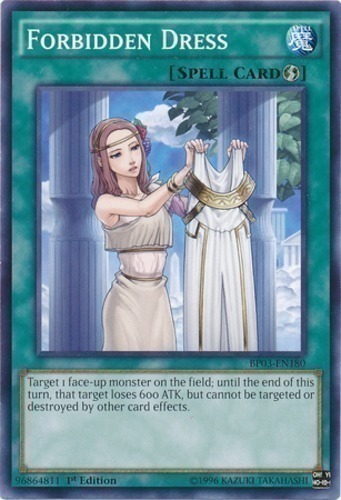 FORBIDDEN DRESS
[SPELL CARD]
BP03-EN180
Target 1 face-up monster on the field; until the end of this
turn, that target loses 600 ATK, but cannot be targeted or
destroyed by other card effects.
96864811 1st Edition ©1996 KAZUKI TAKAHASHI